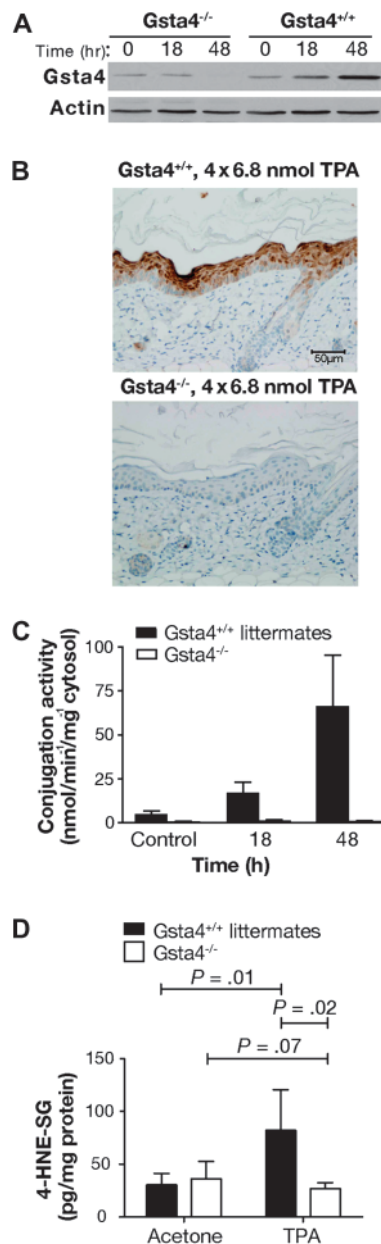 A
Gsta4-/- Gsta4+/+
Time (hr): 0 18 48 0 18 48
Gsta4
Actin
B
Gsta4+/+, 4 x 6.8 nmol TPA
50µm
Gsta4-/-, 4 x 6.8 nmol TPA
C
Gsta4+/+ littermates
Gsta4-/-
Conjugation activity
(nmol/min-1/mg-1 cytosol)
100
75
50
25
0
Control 18 48
Time (h)
D
Gsta4+/+ littermates
Gsta4-/-
P = .01
P = .02
P = .07
4-HNE-SG
(pg/mg protein)
150
100
50
0
Acetone TPA